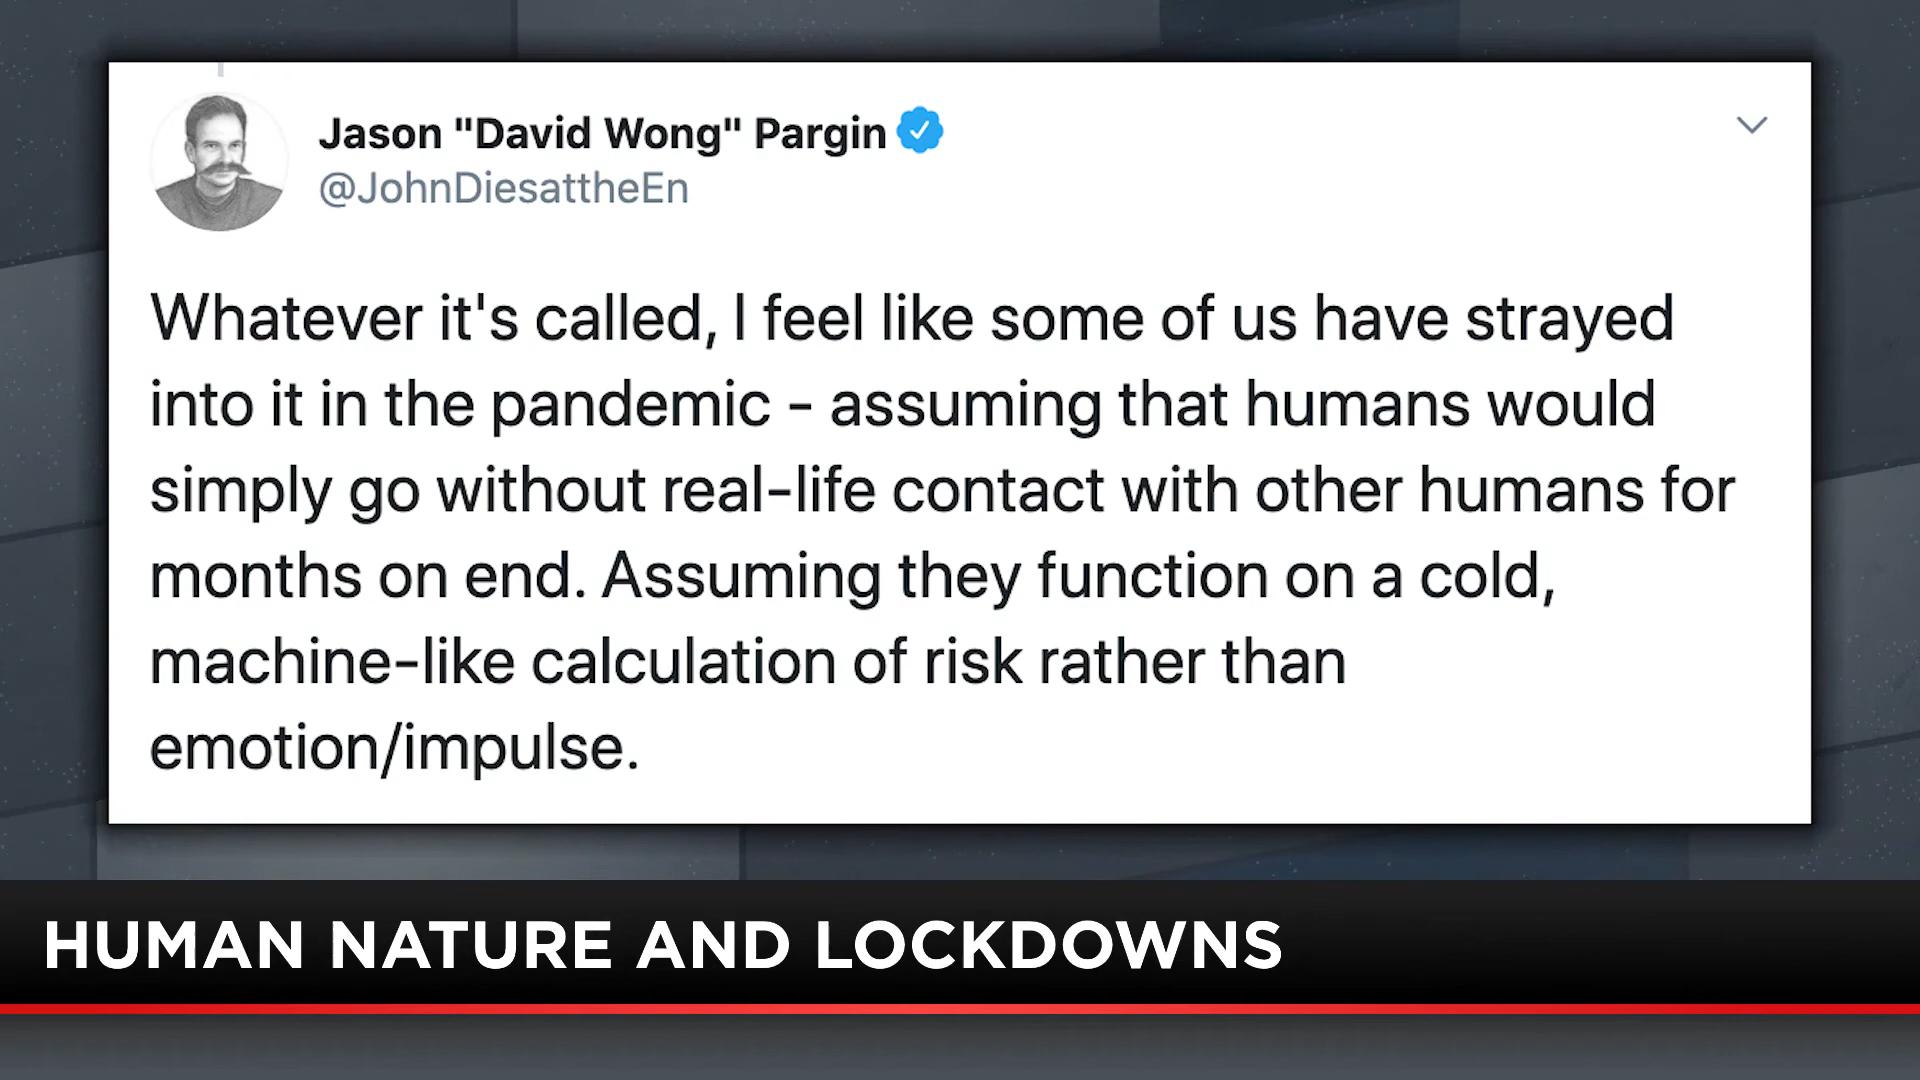 Jason "David Wong" Pargin
@JohnDiesattheEn
Whatever it's called, I feel like some of us have strayed
into it in the pandemic - assuming that humans would
simply go without real-life contact with other humans for
months on end. Assuming they function on a cold,
machine-like calculation of risk rather than
emotion/impulse.
HUMAN NATURE AND LOCKDOWNS